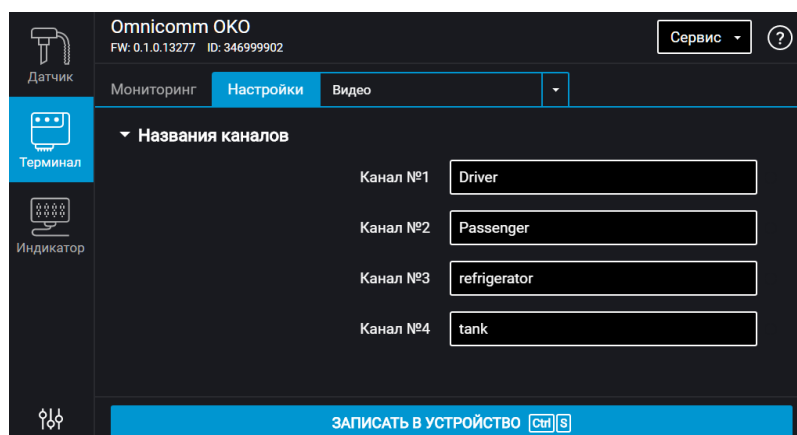 Omnicomm OKO
FW: 0.1.0.13277 ID: 346999902
Сервис
?
Датчик
Мониторинг Настройки Видео
Терминал
Названия каналов
Канал №1 Driver
Канал №2 Passenger
Индикатор
Канал №3 refrigerator
Канал №4 tank
ЗАПИСАТЬ В УСТРОЙСТВО Ctrl S